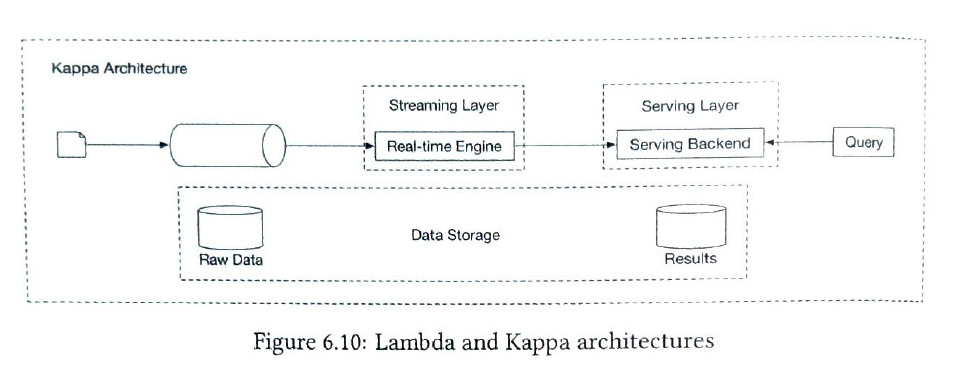 Kappa Architecture
Streaming Layer
Serving Layer
Real-time Engine
Serving Backend
Query
Data Storage
Raw Data
Results
Figure 6.10: Lambda and Kappa architectures